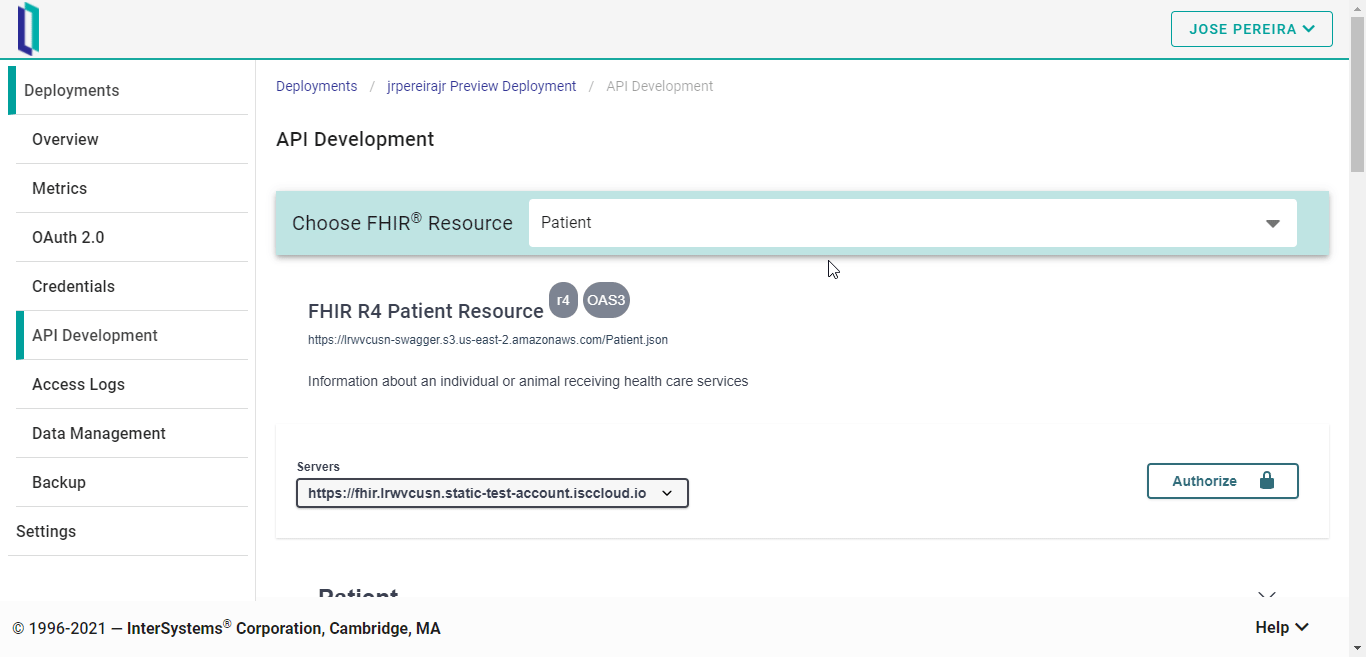 JOSE PEREIRA
Deployments
Overview
Metrics
OAuth 2.0
Credentials
API Development
Access Logs
Data Management
Backup
Settings
Deployments / jrpereirajr Preview Deployment / API Development
API Development
Choose FHIR® Resource
Patient
FHIR R4 Patient Resource r4 OAS3
https://lrwvcusn-swagger.s3.us-east-2.amazonaws.com/Patient.json
Information about an individual or animal receiving health care services
Servers
https://fhir.lrwvcusn.static-test-account.isccloud.io
Authorize
Patient
© 1996-2021 — InterSystems® Corporation, Cambridge, MA
Help